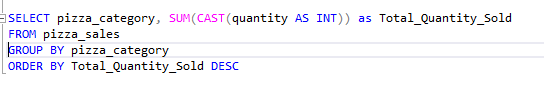 SELECT pizza_category, SUM(CAST(quantity AS INT)) as Total_Quantity_Sold
FROM pizza_sales
GROUP BY pizza_category
ORDER BY Total_Quantity_Sold DESC